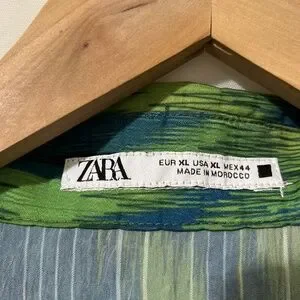 ZARA
EUR XL USA XL MEX 44
MADE IN MOROCCO